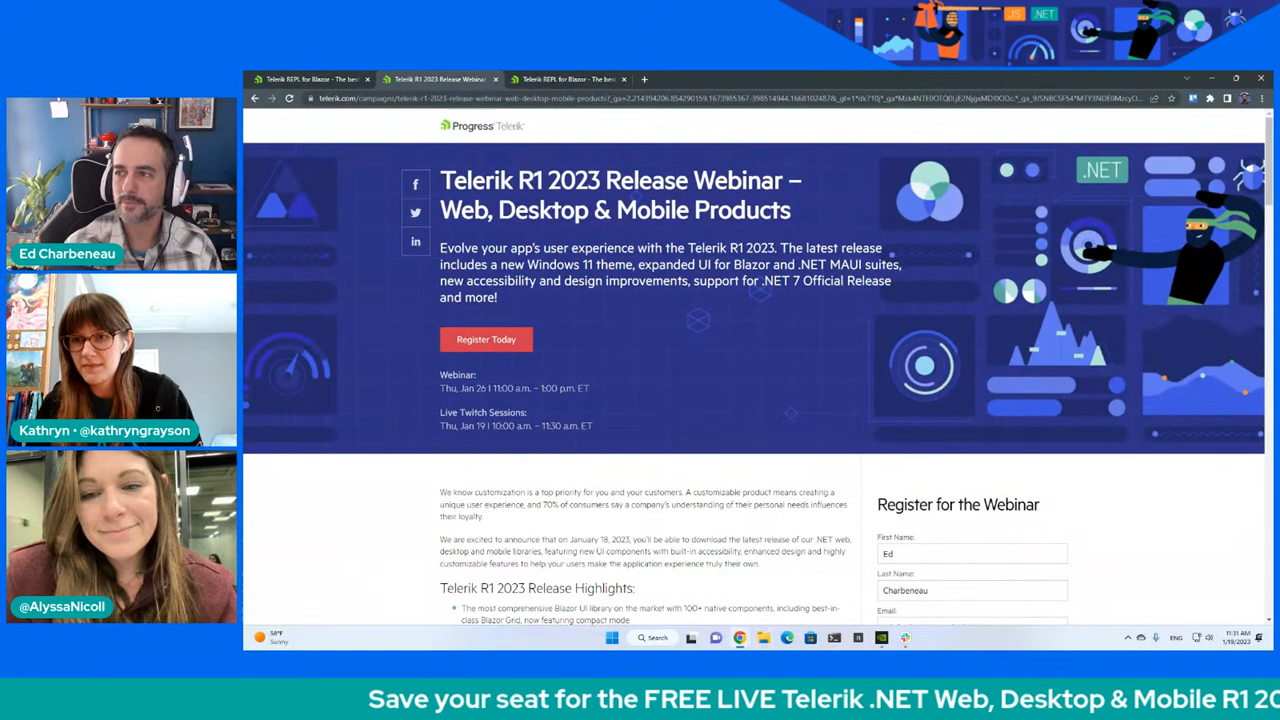 JS .NET
Telerik REPL for Blazor - The best
Telerik R1 2023 Release Webinar
Telerik REPL for Blazor - The best
Progress Telerik
Telerik R1 2023 Release Webinar –
Web, Desktop & Mobile Products
.NET
Evolve your app's user experience with the Telerik R1 2023. The latest release
includes a new Windows 11 theme, expanded UI for Blazor and .NET MAUI suites,
new accessibility and design improvements, support for .NET 7 Official Release
and more!
Register Today
Webinar:
Thu, Jan 26 | 11:00 a.m. – 1:00 p.m. ET
Live Twitch Sessions:
Thu, Jan 19 | 10:00 a.m. – 11:30 a.m. ET
Ed Charbeneau
Kathryn • @kathryngrayson
@AlyssaNicoll
We know customization is a top priority for you and your customers. A customizable product means creating a
unique user experience, and 70% of consumers say a company's understanding of their personal needs influences
their loyalty.
We are excited to announce that on January 18, 2023, you'll be able to download the latest release of our .NET web,
desktop and mobile libraries, featuring new UI components with built-in accessibility, enhanced design and highly
customizable features to help your users make the application experience truly their own.
Telerik R1 2023 Release Highlights:
The most comprehensive Blazor UI library on the market with 100+ native components, including best-in-
class Blazor Grid, now featuring compact mode
Register for the Webinar
First Name:
Ed
Last Name:
Charbeneau
Email:
58°F
Sunny
Search
ENG
11:31 AM
1/19/2023
Save your seat for the FREE LIVE Telerik .NET Web, Desktop & Mobile R1 20